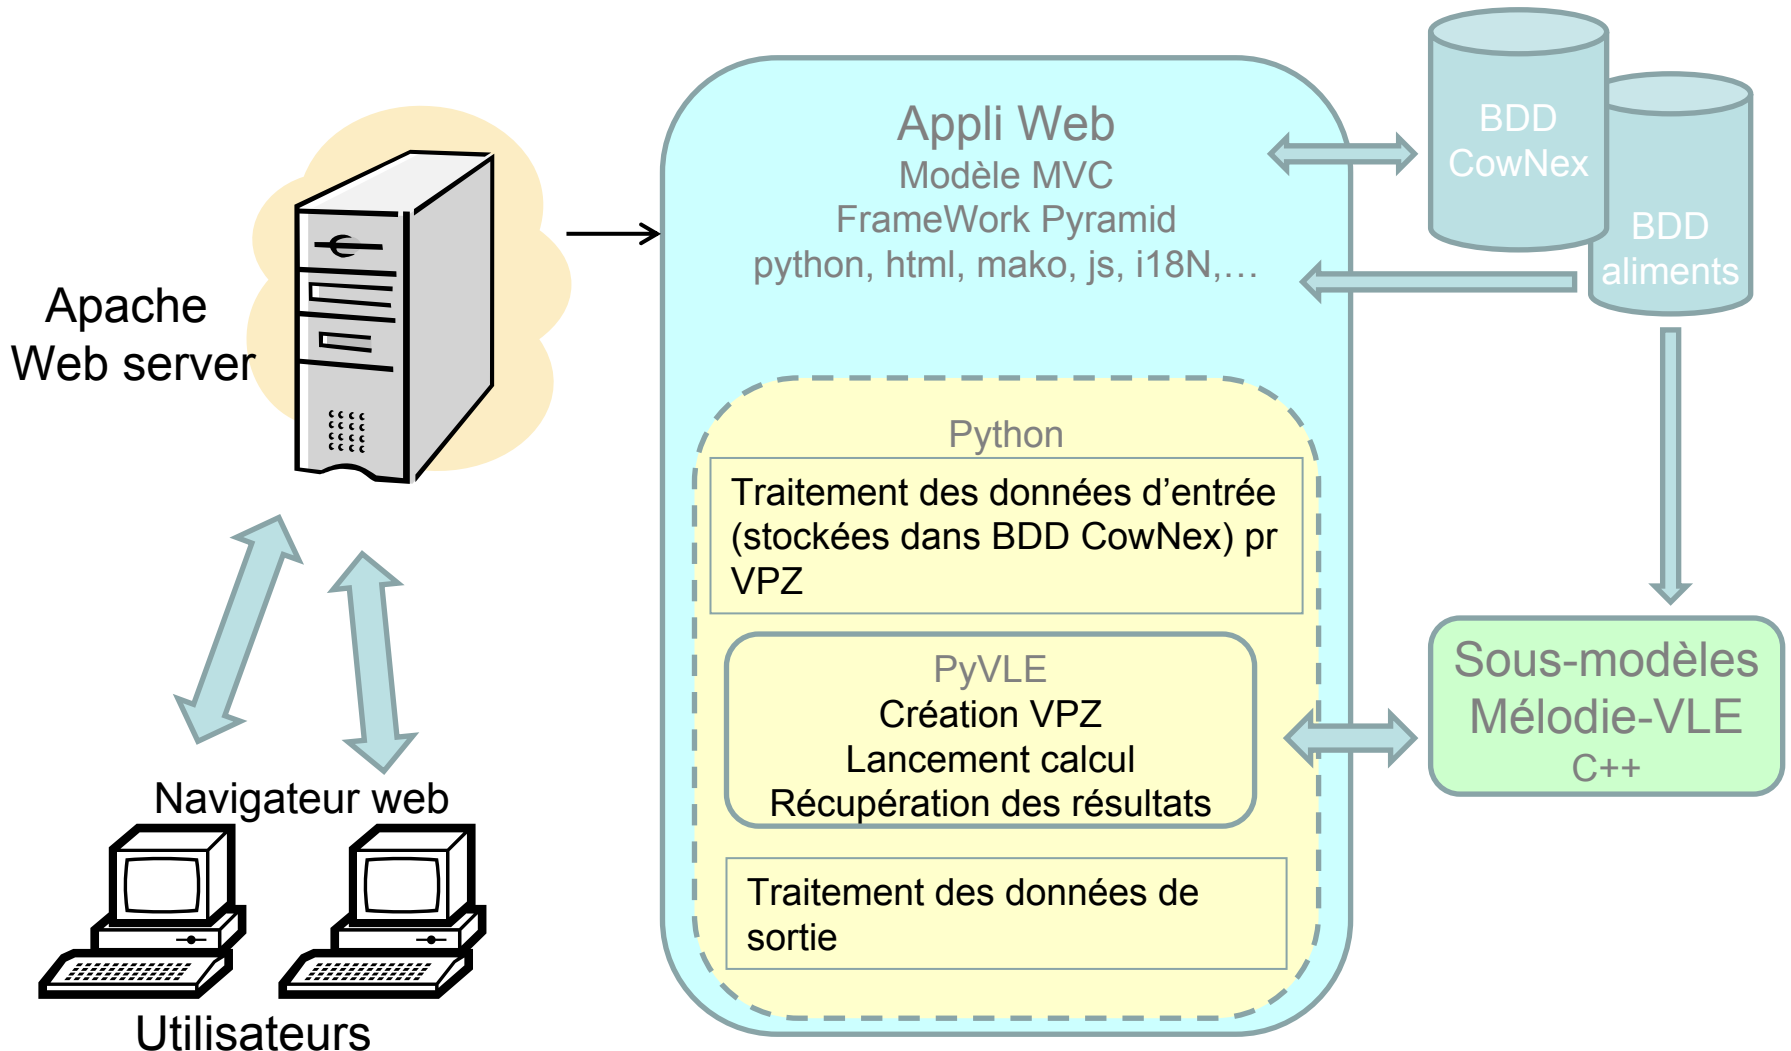 Apache
Web server
Navigateur web
Utilisateurs
Appli Web
Modèle MVC
FrameWork Pyramid
python, html, mako, js, i18N,…
Python
Traitement des données d’entrée
(stockées dans BDD CowNex) pr
VPZ
PyVLE
Création VPZ
Lancement calcul
Récupération des résultats
Traitement des données de
sortie
BDD
CowNex
BDD
aliments
Sous-modèles
Mélodie-VLE
C++